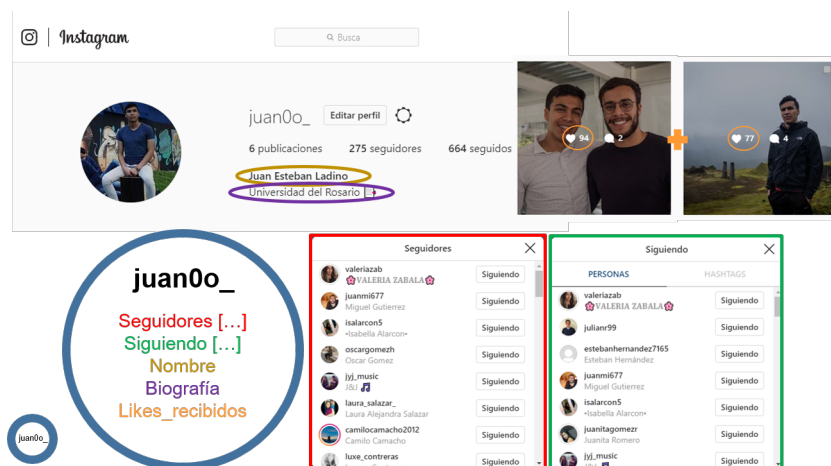 Instagram
Busca
juan0o_ Editar perfil
6 publicaciones 275 seguidores 664 seguidos
Juan Esteban Ladino
Universidad del Rosario
94 2
77 4
juan0o_
Seguidores […]
Siguiendo […]
Nombre
Biografía
Likes_recibidos
juan0o_
Seguidores
valeriazab
🌸VALERIA ZABALA🌸
Siguiendo
juanmi677
Miguel Gutierrez
Siguiendo
isalarcon5
•Isabella Alarcon•
Siguiendo
oscargomezh
Oscar Gomez
Siguiendo
jyj_music
J&J 🎵
Siguiendo
laura_salazar_
Laura Alejandra Salazar
Siguiendo
camilocamacho2012
Camilo Camacho
Siguiendo
luxe_contreras
Siguiendo
Siguiendo
PERSONAS HASHTAGS
valeriazab
🌸VALERIA ZABALA🌸
Siguiendo
julianr99
Siguiendo
estebanhernandez7165
Esteban Hernández
Siguiendo
juanmi677
Miguel Gutierrez
Siguiendo
isalarcon5
•Isabella Alarcon•
Siguiendo
juanitagomezr
Juanita Romero
Siguiendo
jyj_music
Siguiendo